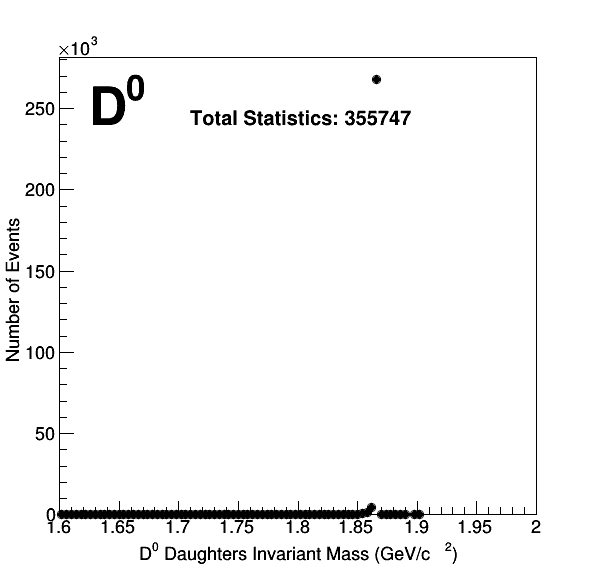 ×10³
D⁰
Total Statistics: 355747
250
200
150
100
50
0
Number of Events
1.6 1.65 1.7 1.75 1.8 1.85 1.9 1.95 2
D⁰ Daughters Invariant Mass (GeV/c ²)